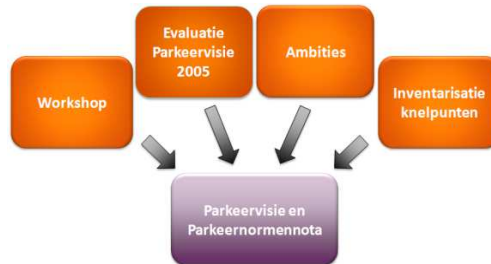 Workshop
Evaluatie
Parkeervisie
2005
Ambities
Inventarisatie
knelpunten
Parkeervisie en
Parkeernormennota